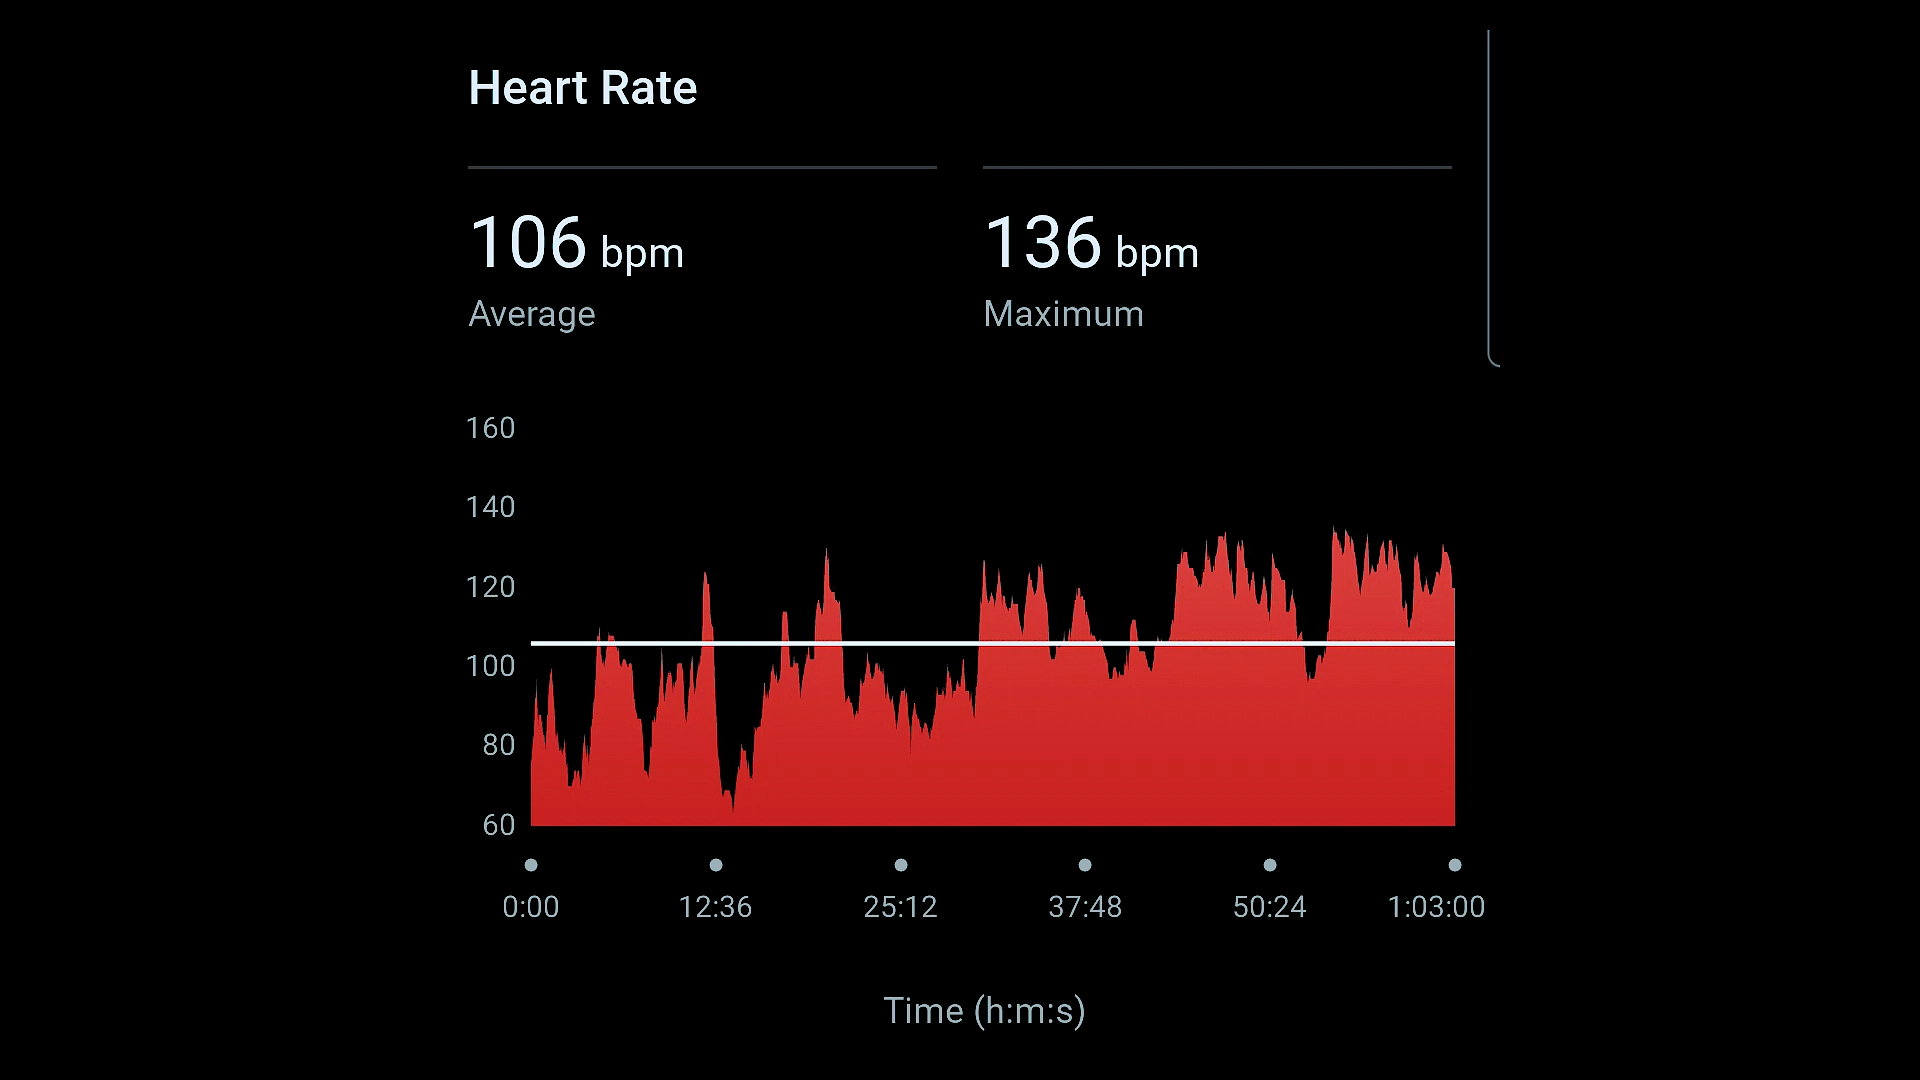 Heart Rate
106 bpm
Average
136 bpm
Maximum
160
140
120
100
80
60
0:00 12:36 25:12 37:48 50:24 1:03:00
Time (h:m:s)